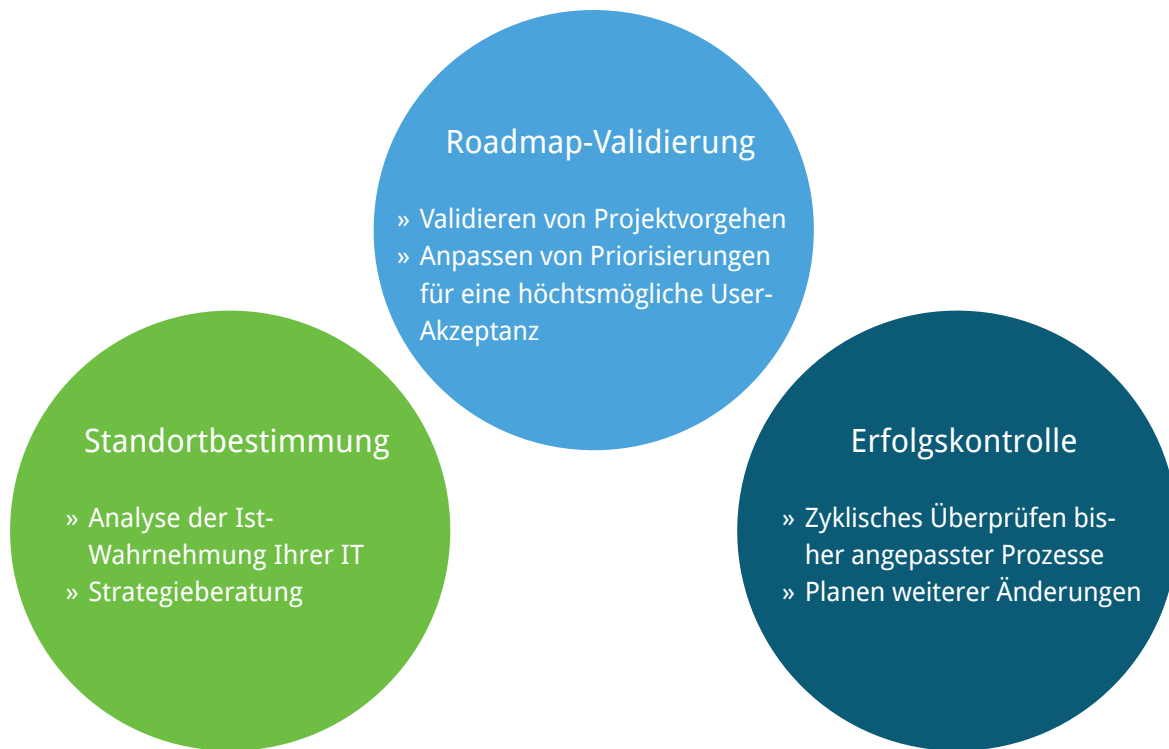 Roadmap-Validierung
» Validieren von Projektvorgehen
» Anpassen von Priorisierungen
für eine höchtsmögliche User-
Akzeptanz
Standortbestimmung
» Analyse der Ist-
Wahrnehmung Ihrer IT
» Strategieberatung
Erfolgskontrolle
» Zyklisches Überprüfen bis-
her angepasster Prozesse
» Planen weiterer Änderungen